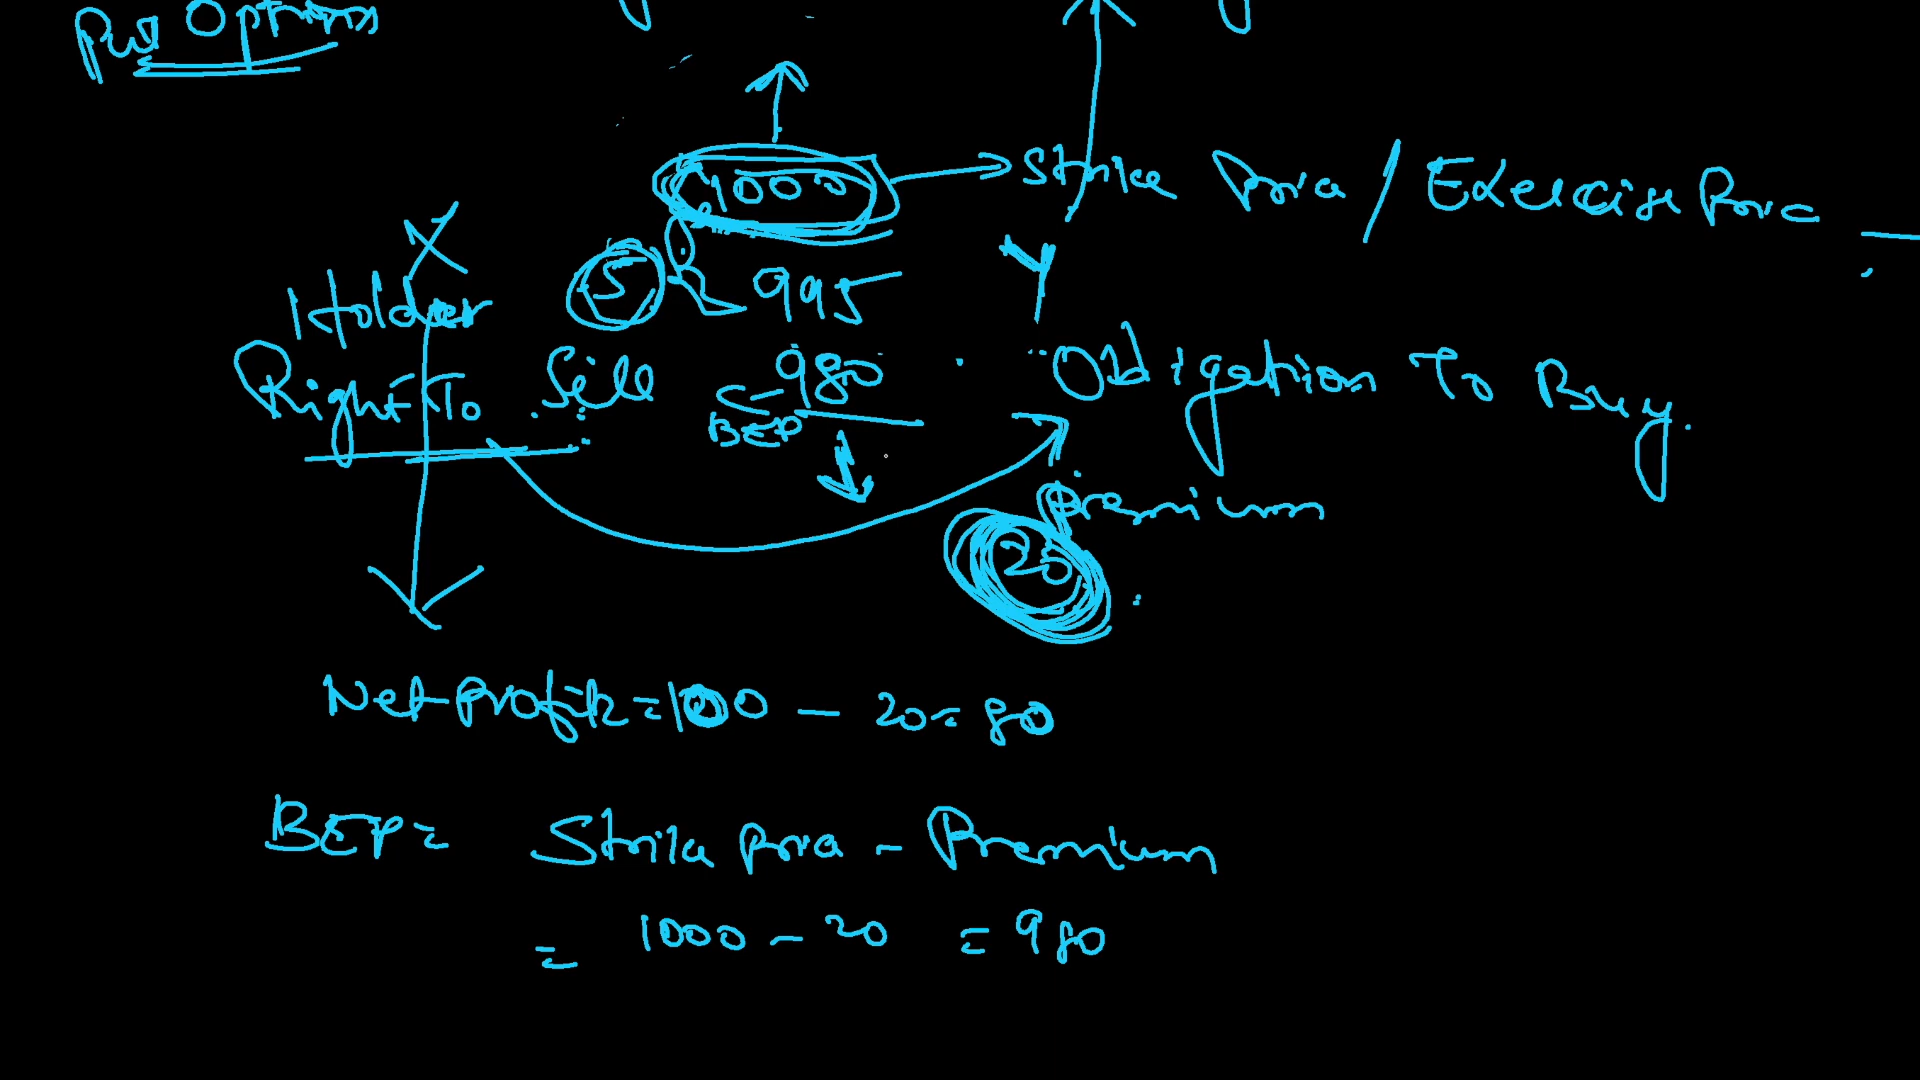 Put Options
1000 → Strike Price / Exercise Price
X Y
Holder 5 995
Right To Sell 980 Obligation To Buy.
BEP
Premium
20
Net Profit = 100 - 20 = 80
BEP = Strike Price - Premium
= 1000 - 20 = 980